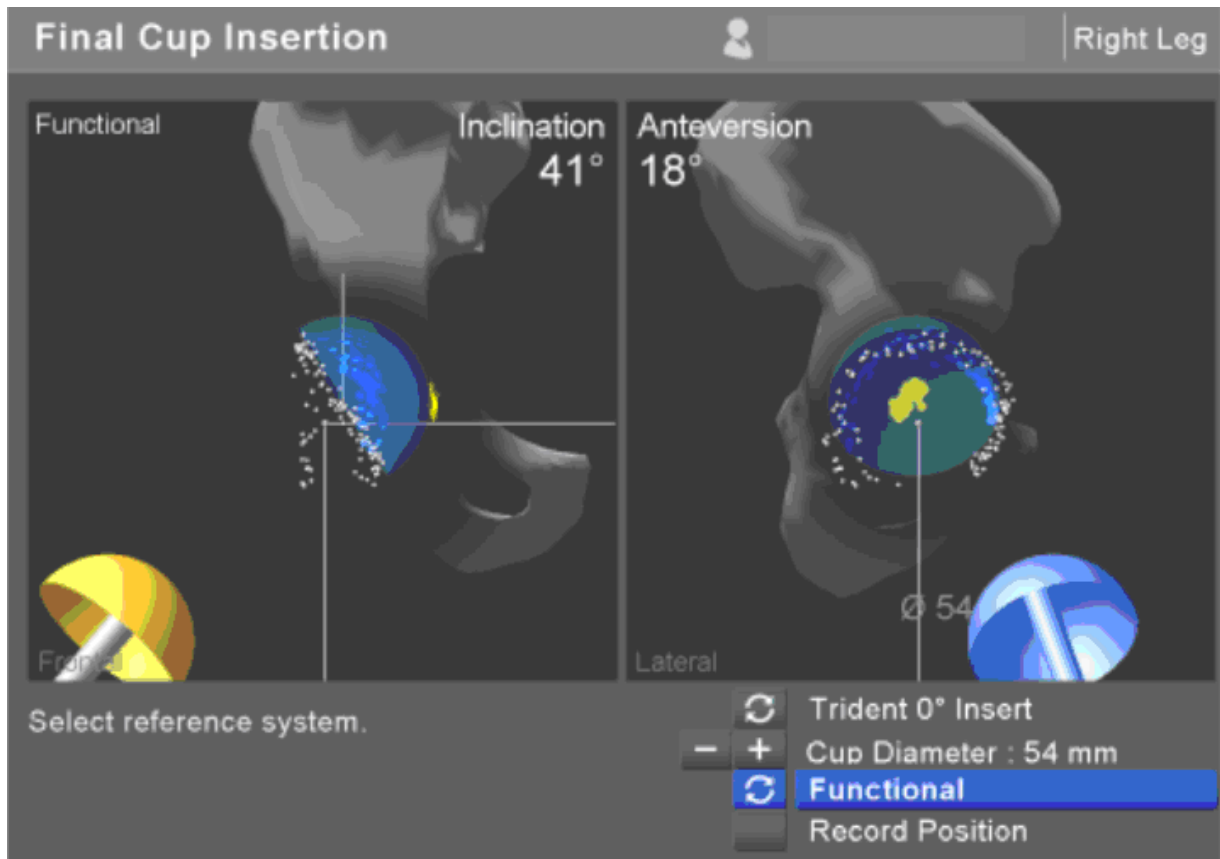 Final Cup Insertion
Right Leg
Functional
Inclination
41°
Anteversion
18°
Ø 54
Frontal
Lateral
Select reference system.
Trident 0° Insert
− + Cup Diameter : 54 mm
Functional
Record Position